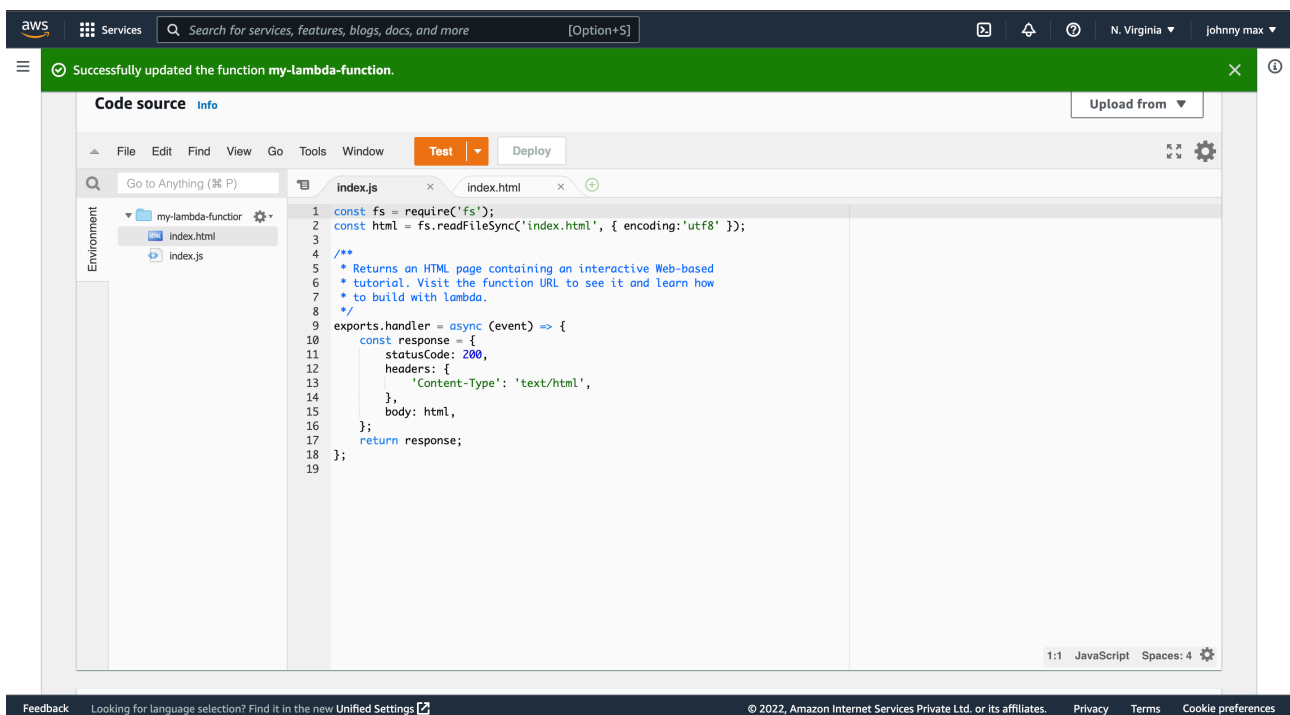 aws Services Search for services, features, blogs, docs, and more [Option+S] N. Virginia ▼ johnny max ▼
Successfully updated the function my-lambda-function.
Code source Info Upload from ▼
File Edit Find View Go Tools Window Test Deploy
Go to Anything (⌘ P) index.js × index.html ×
Environment
my-lambda-function
index.html
index.js
1 const fs = require('fs');
2 const html = fs.readFileSync('index.html', { encoding:'utf8' });
3
4 /**
5 * Returns an HTML page containing an interactive Web-based
6 * tutorial. Visit the function URL to see it and learn how
7 * to build with lambda.
8 */
9 exports.handler = async (event) => {
10 const response = {
11 statusCode: 200,
12 headers: {
13 'Content-Type': 'text/html',
14 },
15 body: html,
16 };
17 return response;
18 };
19
1:1 JavaScript Spaces: 4
Feedback Looking for language selection? Find it in the new Unified Settings © 2022, Amazon Internet Services Private Ltd. or its affiliates. Privacy Terms Cookie preferences